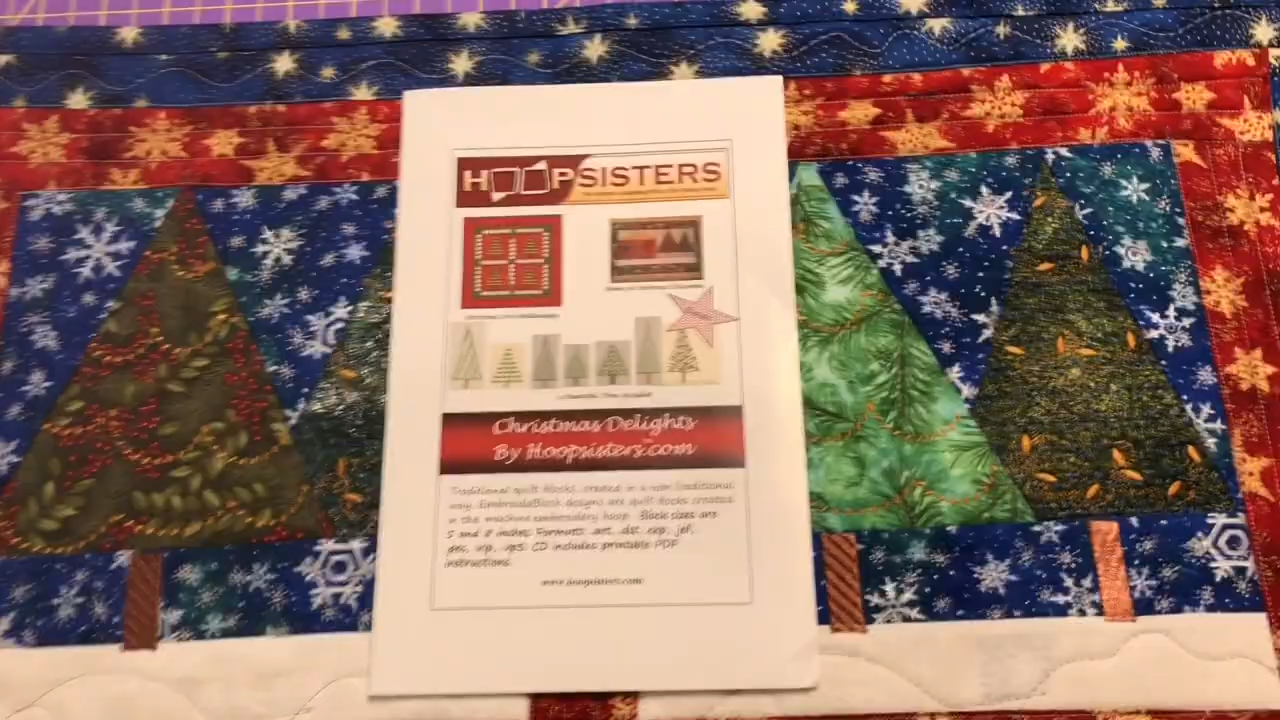 HOOPSISTERS
Christmas Delights
By Hoopsisters.com
Traditional quilt blocks, created in a non traditional
way. EmbroideBlock designs are quilt blocks created
in the machine embroidery hoop. Block sizes are
5 and 8 inches. Formats: art, dst, exp, jef,
pes, vip, vp3. CD includes printable PDF
instructions.
www.hoopsisters.com